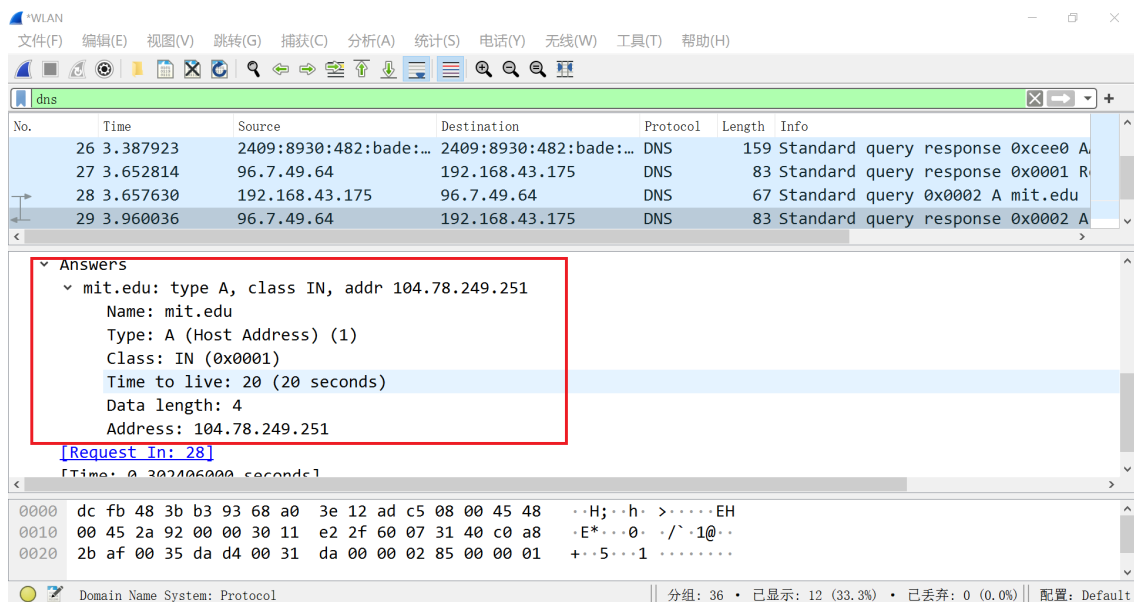 *WLAN
文件(F) 编辑(E) 视图(V) 跳转(G) 捕获(C) 分析(A) 统计(S) 电话(Y) 无线(W) 工具(T) 帮助(H)
dns
No. Time Source Destination Protocol Length Info
26 3.387923 2409:8930:482:bade:… 2409:8930:482:bade:… DNS 159 Standard query response 0xcee0 A
27 3.652814 96.7.49.64 192.168.43.175 DNS 83 Standard query response 0x0001 R
28 3.657630 192.168.43.175 96.7.49.64 DNS 67 Standard query 0x0002 A mit.edu
29 3.960036 96.7.49.64 192.168.43.175 DNS 83 Standard query response 0x0002 A
Answers
mit.edu: type A, class IN, addr 104.78.249.251
Name: mit.edu
Type: A (Host Address) (1)
Class: IN (0x0001)
Time to live: 20 (20 seconds)
Data length: 4
Address: 104.78.249.251
[Request In: 28]
[Time: 0.302406000 seconds]
0000 dc fb 48 3b b3 93 68 a0 3e 12 ad c5 08 00 45 48 ··H;··h· >·····EH
0010 00 45 2a 92 00 00 30 11 e2 2f 60 07 31 40 c0 a8 ·E*···0· ·/`·1@··
0020 2b af 00 35 da d4 00 31 da 00 00 02 85 00 00 01 +··5···1 ········
Domain Name System: Protocol 分组: 36 · 已显示: 12 (33.3%) · 已丢弃: 0 (0.0%) 配置: Default